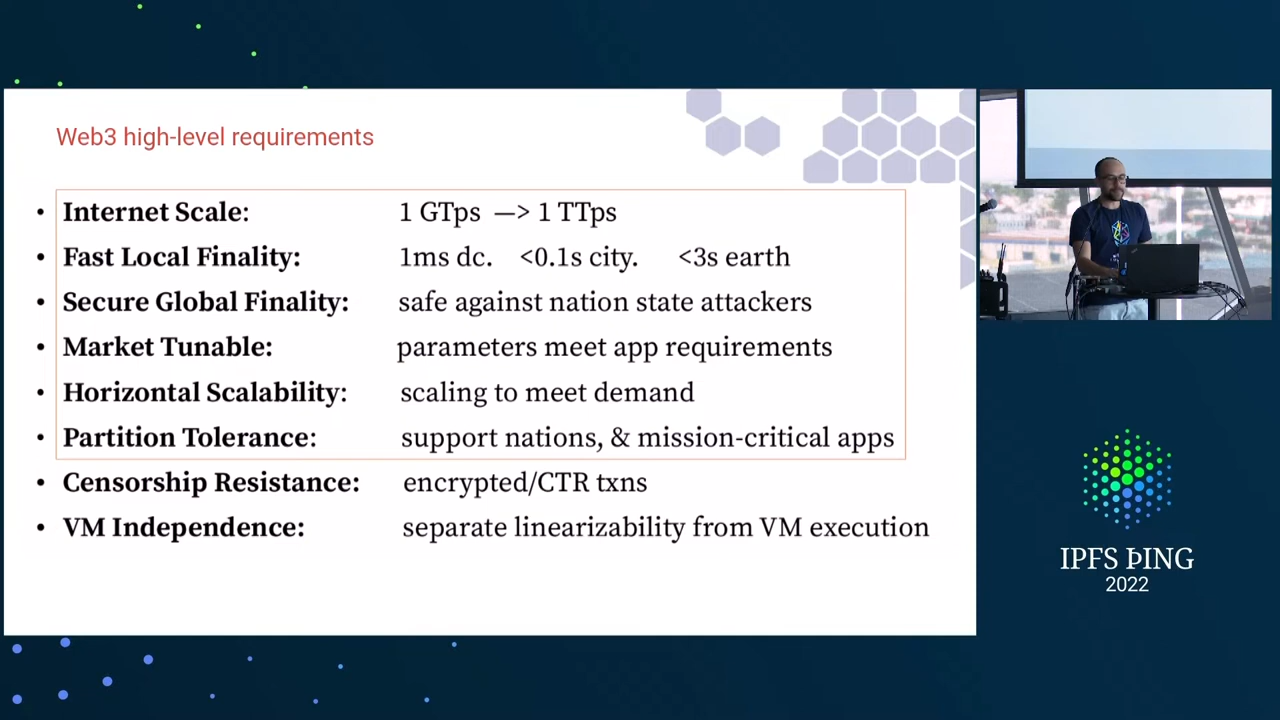 Web3 high-level requirements
• Internet Scale: 1 GTps —> 1 TTps
• Fast Local Finality: 1ms dc. <0.1s city. <3s earth
• Secure Global Finality: safe against nation state attackers
• Market Tunable: parameters meet app requirements
• Horizontal Scalability: scaling to meet demand
• Partition Tolerance: support nations, & mission-critical apps
• Censorship Resistance: encrypted/CTR txns
• VM Independence: separate linearizability from VM execution
IPFS ÞING
2022